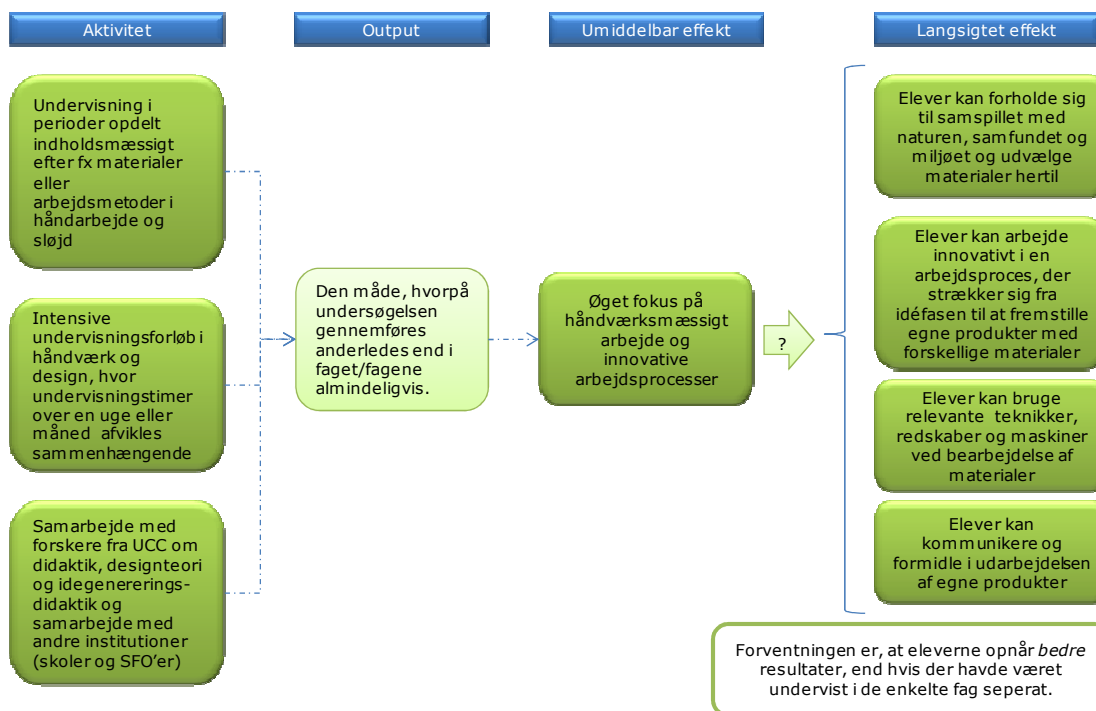 Aktivitet
Output
Umiddelbar effekt
Langsigtet effekt
Undervisning i
perioder opdelt
indholdsmæssigt
efter fx materialer
eller
arbejdsmetoder i
håndarbejde og
sløjd
Intensive
undervisningsforløb i
håndværk og
design, hvor
undervisningstimer
over en uge eller
måned afvikles
sammenhængende
Samarbejde med
forskere fra UCC om
didaktik, designteori
og idegenererings-
didaktik og
samarbejde med
andre institutioner
(skoler og SFO'er)
Den måde, hvorpå
undersøgelsen
gennemføres
anderledes end i
faget/fagene
almindeligvis.
Øget fokus på
håndværksmæssigt
arbejde og
innovative
arbejdsprocesser
?
Elever kan forholde sig
til samspillet med
naturen, samfundet og
miljøet og udvælge
materialer hertil
Elever kan arbejde
innovativt i en
arbejdsproces, der
strækker sig fra
idéfasen til at fremstille
egne produkter med
forskellige materialer
Elever kan bruge
relevante teknikker,
redskaber og maskiner
ved bearbejdelse af
materialer
Elever kan
kommunikere og
formidle i udarbejdelsen
af egne produkter
Forventningen er, at eleverne opnår bedre
resultater, end hvis der havde været
undervist i de enkelte fag seperat.